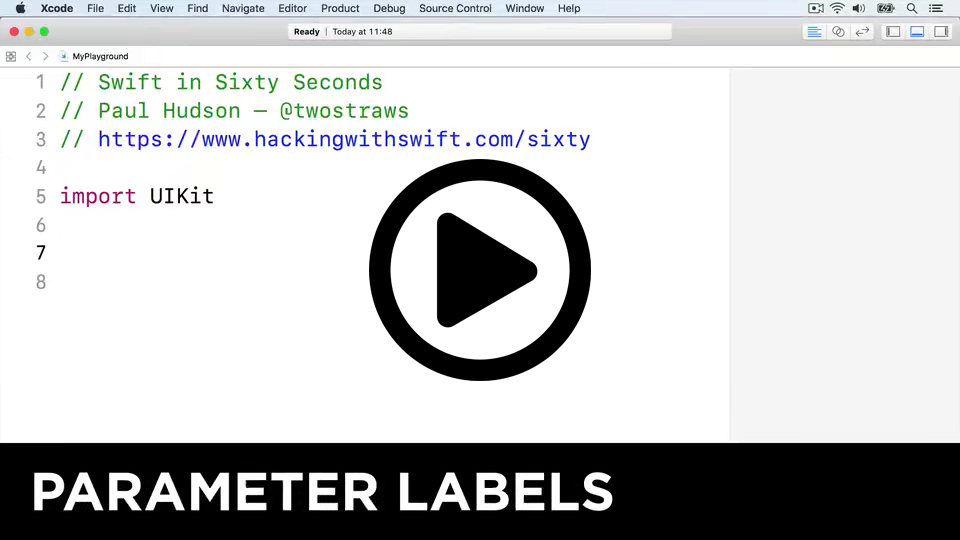 Xcode File Edit View Find Navigate Editor Product Debug Source Control Window Help
Ready | Today at 11:48
MyPlayground
1 // Swift in Sixty Seconds
2 // Paul Hudson — @twostraws
3 // https://www.hackingwithswift.com/sixty
4
5 import UIKit
6
7
8
PARAMETER LABELS